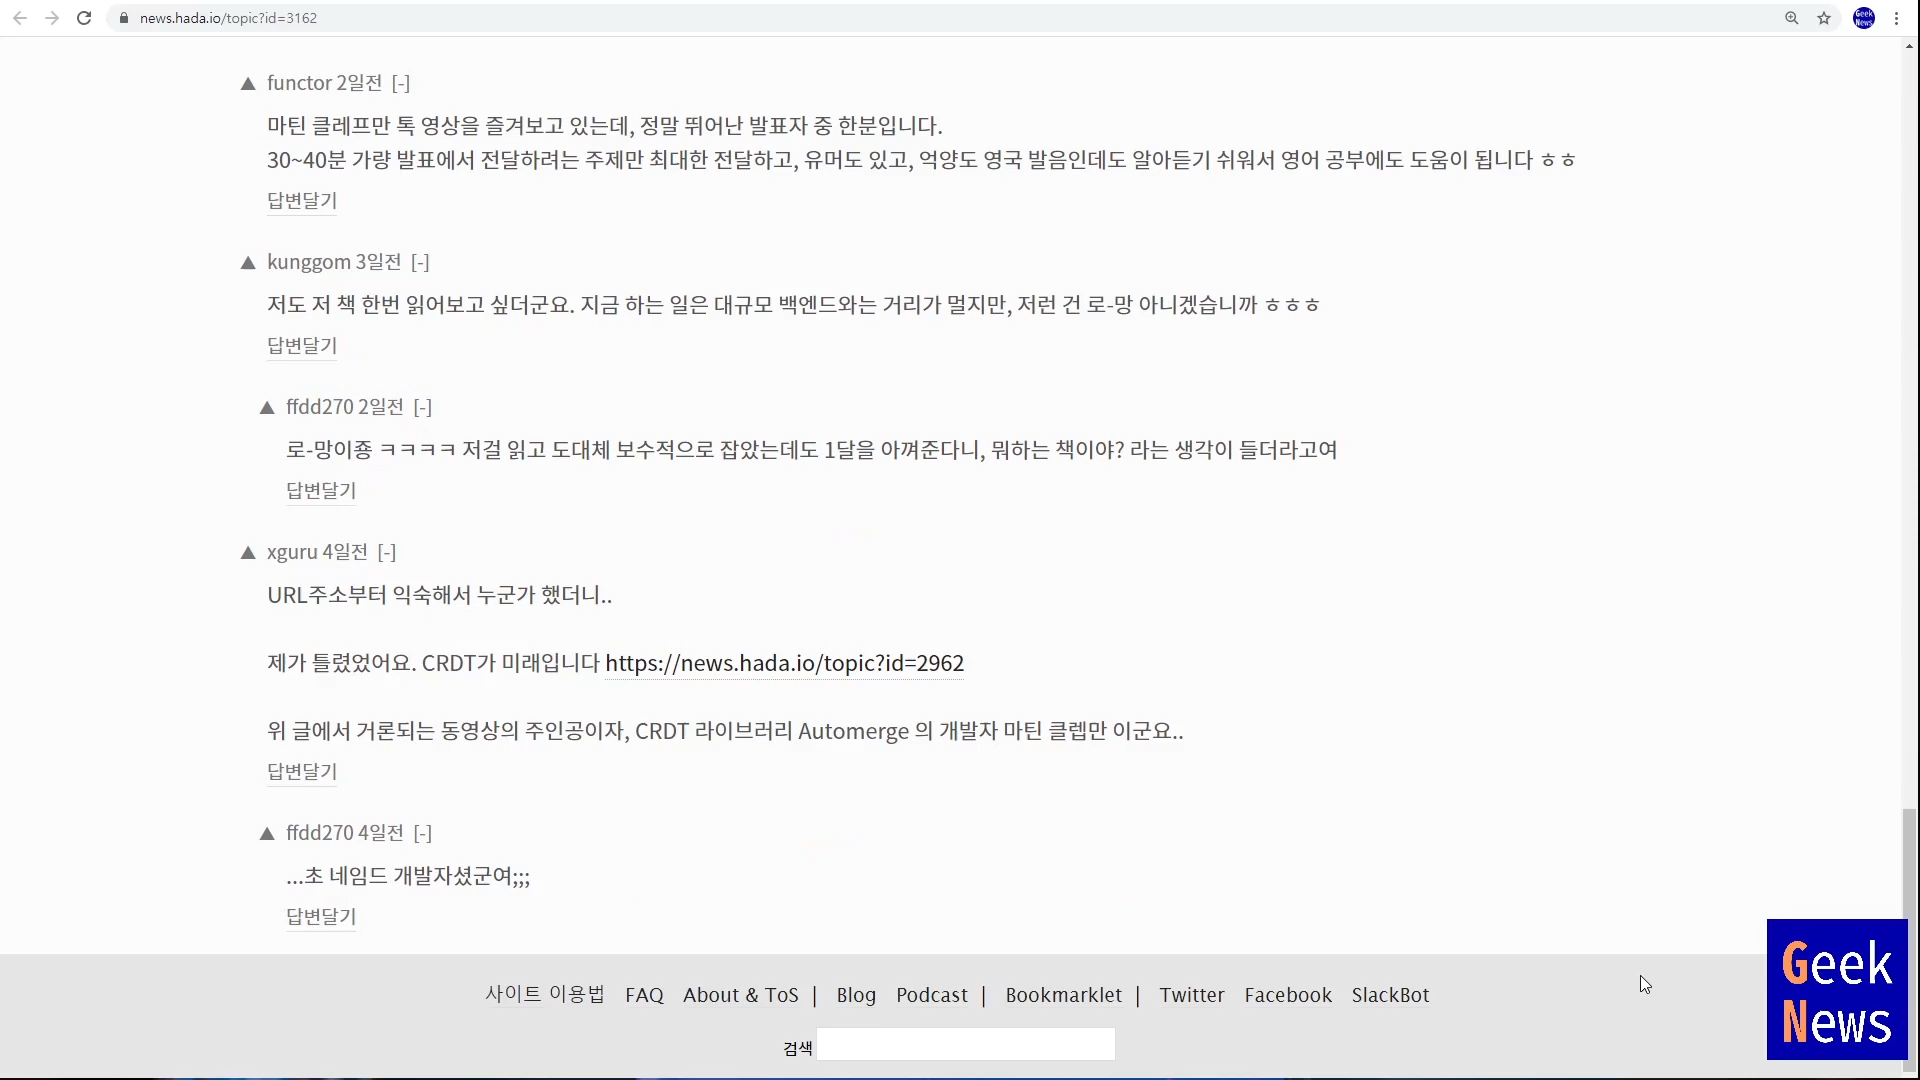 news.hada.io/topic?id=3162
▲ functor 2일전 [-]
마틴 클레프만 톡 영상을 즐겨보고 있는데, 정말 뛰어난 발표자 중 한분입니다.
30~40분 가량 발표에서 전달하려는 주제만 최대한 전달하고, 유머도 있고, 억양도 영국 발음인데도 알아듣기 쉬워서 영어 공부에도 도움이 됩니다 ㅎㅎ
답변달기
▲ kunggom 3일전 [-]
저도 저 책 한번 읽어보고 싶더군요. 지금 하는 일은 대규모 백엔드와는 거리가 멀지만, 저런 건 로-망 아니겠습니까 ㅎㅎㅎ
답변달기
▲ ffdd270 2일전 [-]
로-망이죵 ㅋㅋㅋㅋ 저걸 읽고 도대체 보수적으로 잡았는데도 1달을 아껴준다니, 뭐하는 책이야? 라는 생각이 들더라고여
답변달기
▲ xguru 4일전 [-]
URL주소부터 익숙해서 누군가 했더니..
제가 틀렸었어요. CRDT가 미래입니다 https://news.hada.io/topic?id=2962
위 글에서 거론되는 동영상의 주인공이자, CRDT 라이브러리 Automerge 의 개발자 마틴 클렙만 이군요..
답변달기
▲ ffdd270 4일전 [-]
...초 네임드 개발자셨군여;;;
답변달기
사이트 이용법 FAQ About & ToS | Blog Podcast | Bookmarklet | Twitter Facebook SlackBot
검색
Geek
News